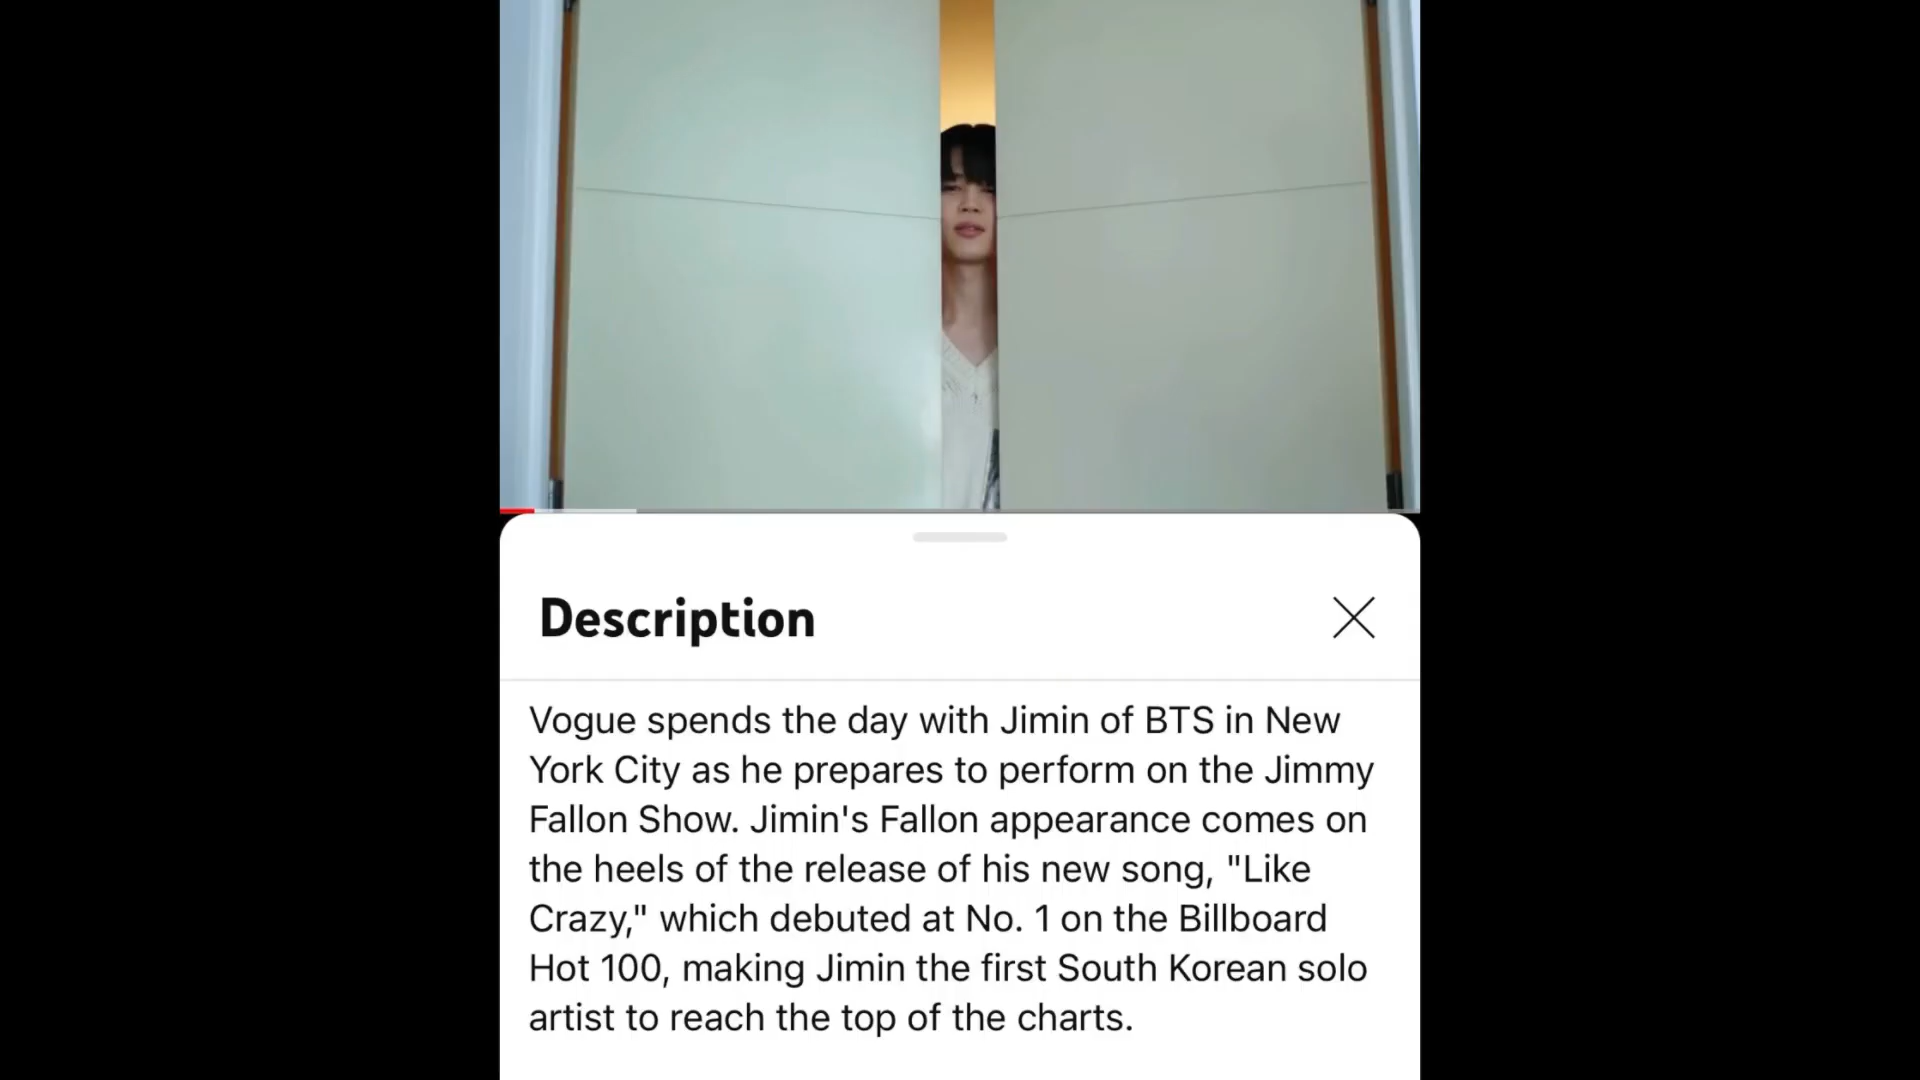 Description
Vogue spends the day with Jimin of BTS in New
York City as he prepares to perform on the Jimmy
Fallon Show. Jimin's Fallon appearance comes on
the heels of the release of his new song, "Like
Crazy," which debuted at No. 1 on the Billboard
Hot 100, making Jimin the first South Korean solo
artist to reach the top of the charts.